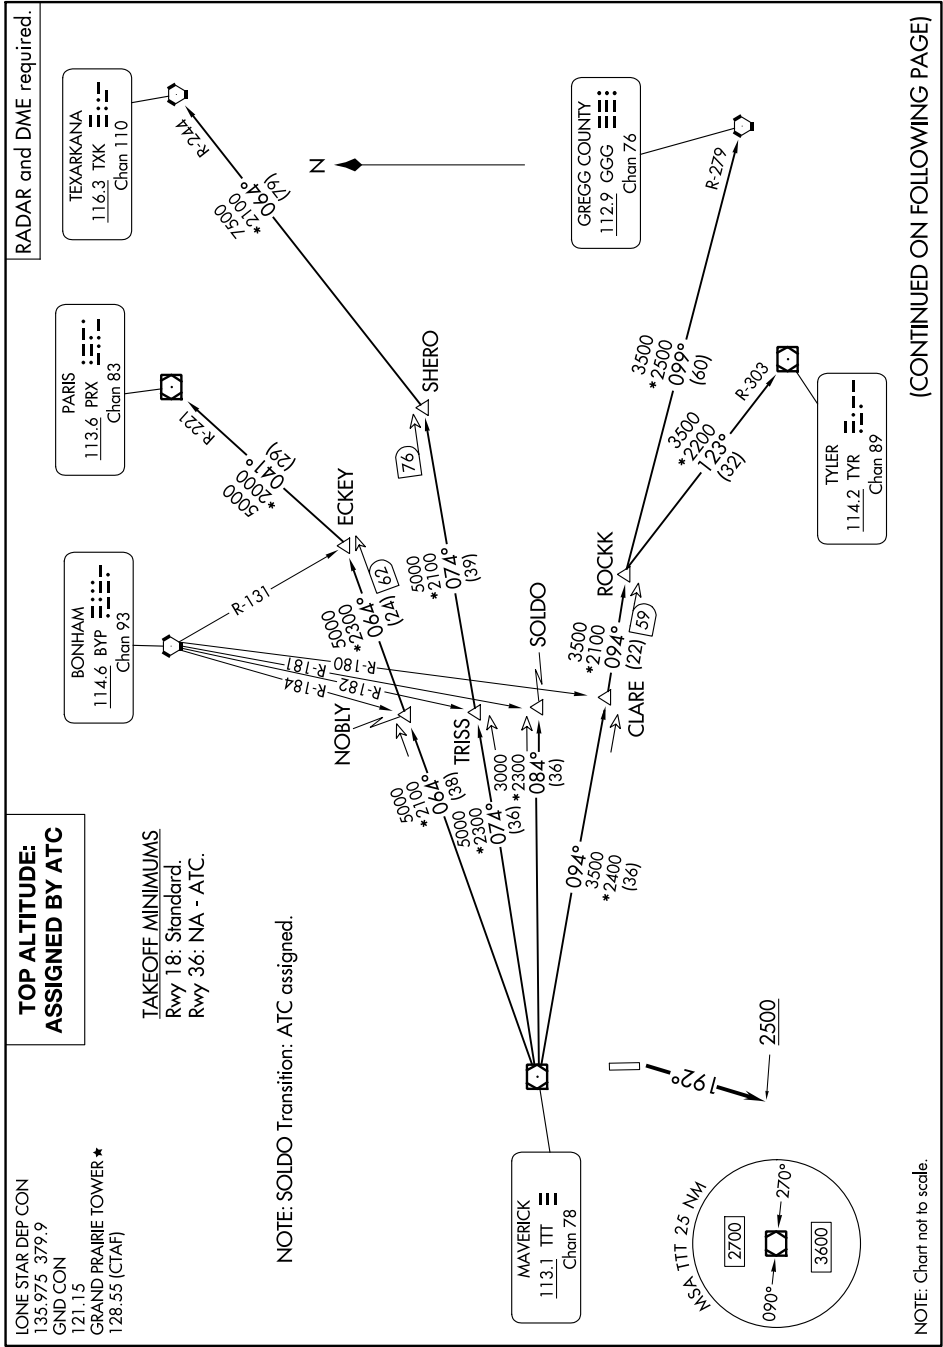 LONE STAR DEP CON
135.975 379.9
GND CON
121.15
GRAND PRAIRIE TOWER★
128.55 (CTAF)
TOP ALTITUDE:
ASSIGNED BY ATC
RADAR and DME required.
TAKEOFF MINIMUMS
Rwy 18: Standard.
Rwy 36: NA - ATC.
NOTE: SOLDO Transition: ATC assigned.
BONHAM
114.6 BYP
Chan 93
PARIS
113.6 PRX
Chan 83
TEXARKANA
116.3 TXK
Chan 110
N
R-131
R-180
R-181
R-182
R-184
R-221
5000
*2000
041°
(29)
R-244
7500
*2100
064°
(79)
ECKEY
62
5000
*2300
064°
(24)
NOBLY
5000
*2100
064°
(38)
SHERO
76
5000
*2100
074°
(39)
TRISS
5000
*2300
074°
(36)
SOLDO
3000
*2300
084°
(36)
CLARE
094°
3500
*2400
(36)
ROCKK
3500
*2100
094°
(22)
59
3500
*2500
099°
(60)
R-279
3500
*2200
123°
(32)
R-303
GREGG COUNTY
112.9 GGG
Chan 76
TYLER
114.2 TYR
Chan 89
MAVERICK
113.1 TTT
Chan 78
192°
2500
MSA TTT 25 NM
2700
090°
270°
3600
NOTE: Chart not to scale.
(CONTINUED ON FOLLOWING PAGE)